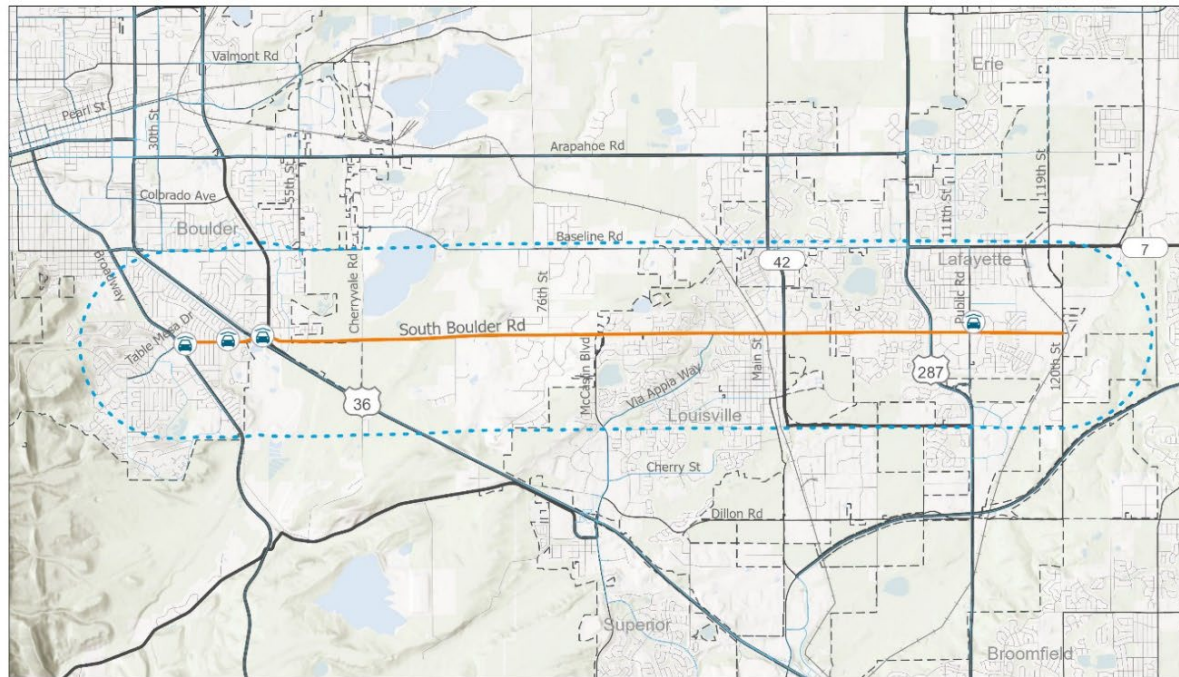 Valmont Rd
Erie
Pearl St
30th St
Arapahoe Rd
55th St
119th St
Colorado Ave
111th St
Boulder
Baseline Rd
7
Broadway
42
Lafayette
Cherryvale Rd
76th St
Public Rd
South Boulder Rd
Table Mesa Dr
McCaslin Blvd
Main St
120th St
287
Via Appia Way
36
Louisville
Cherry St
Dillon Rd
Superior
Broomfield